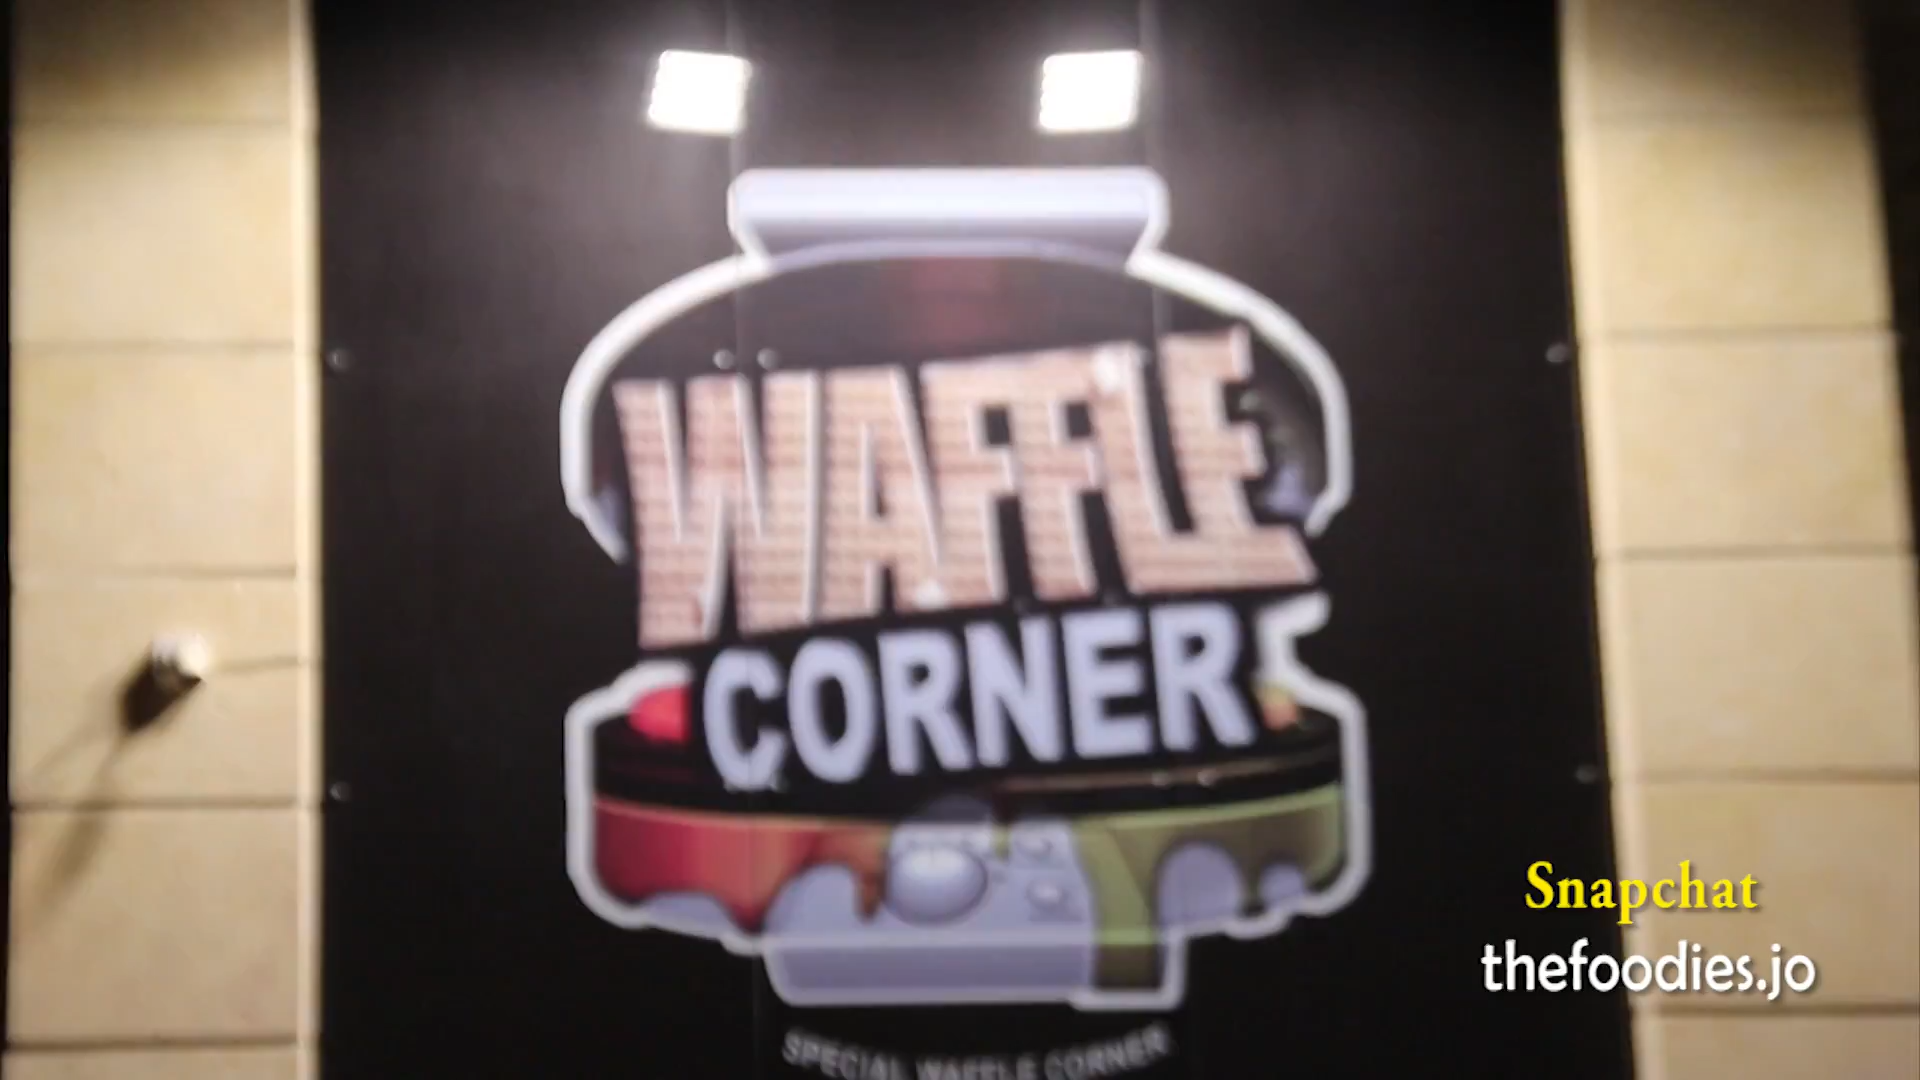 WAFFLE
CORNER
SPECIAL WAFFLE CORNER
Snapchat
thefoodies.jo